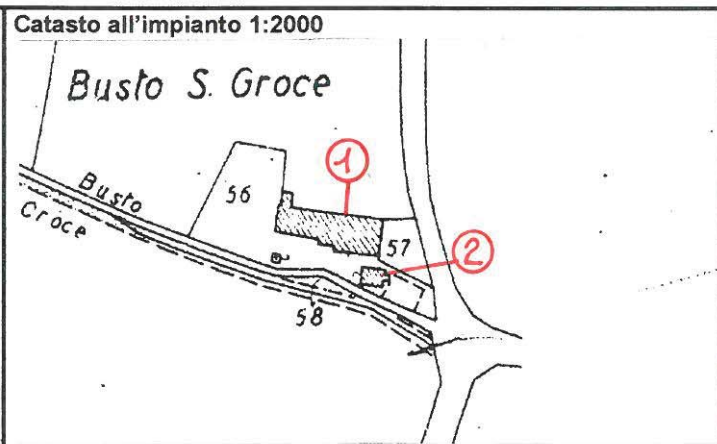 Catasto all'impianto 1:2000
Busto S. Groce
1
56
Busto
Croce
57
2
58